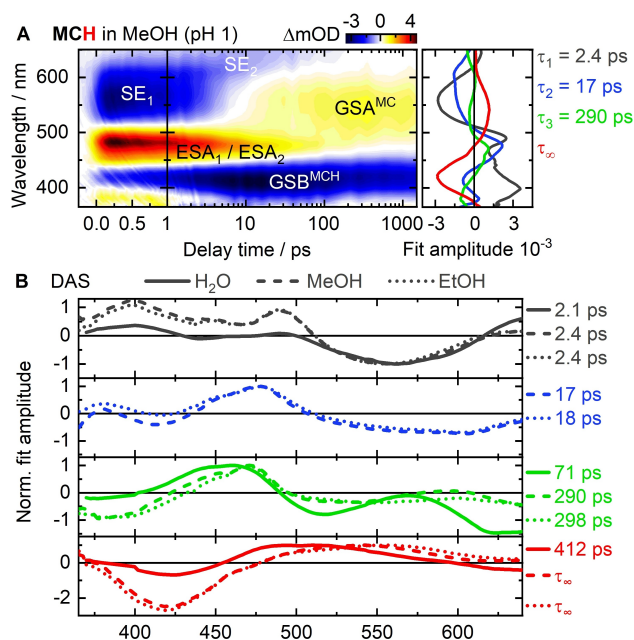 A MCH in MeOH (pH 1) ΔmOD -3 0 4
Wavelength / nm
600
500
400
SE₁
SE₂
GSAᴹᶜ
ESA₁ / ESA₂
GSBᴹᶜᴴ
0.0 0.5 1 10 100 1000
Delay time / ps
-3 0 3
Fit amplitude 10⁻³
τ₁ = 2.4 ps
τ₂ = 17 ps
τ₃ = 290 ps
τ∞
B DAS H₂O MeOH EtOH
Norm. fit amplitude
1
0
-1
2.1 ps
2.4 ps
2.4 ps
1
0
-1
17 ps
18 ps
1
0
-1
71 ps
290 ps
298 ps
1
0
2
412 ps
τ∞
τ∞
400 450 500 550 600